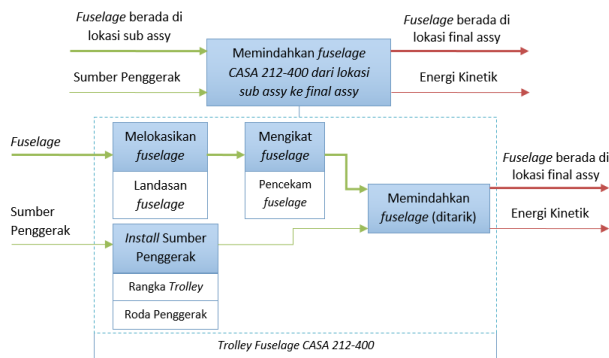 Fuselage berada di
lokasi sub assy
Sumber Penggerak
Memindahkan fuselage
CASA 212-400 dari lokasi
sub assy ke final assy
Fuselage berada di
lokasi final assy
Energi Kinetik
Fuselage
Melokasikan
fuselage
Landasan
fuselage
Mengikat
fuselage
Pencekam
fuselage
Memindahkan
fuselage (ditarik)
Fuselage berada di
lokasi final assy
Energi Kinetik
Sumber
Penggerak
Install Sumber
Penggerak
Rangka Trolley
Roda Penggerak
Trolley Fuselage CASA 212-400